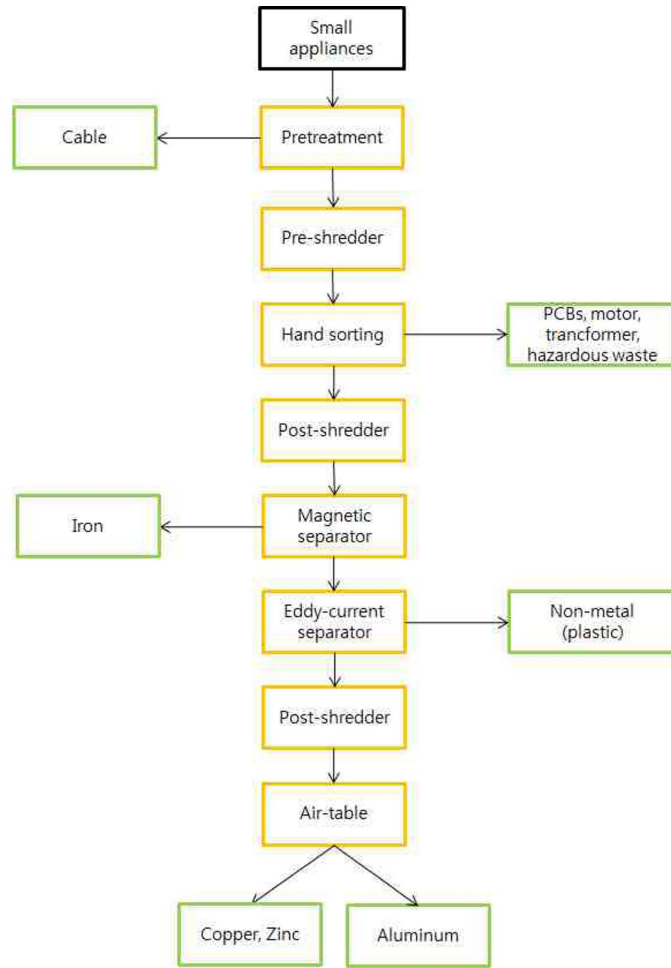 Small
appliances
Cable
Pretreatment
Pre-shredder
Hand sorting
PCBs, motor,
trancformer,
hazardous waste
Post-shredder
Iron
Magnetic
separator
Eddy-current
separator
Non-metal
(plastic)
Post-shredder
Air-table
Copper, Zinc
Aluminum